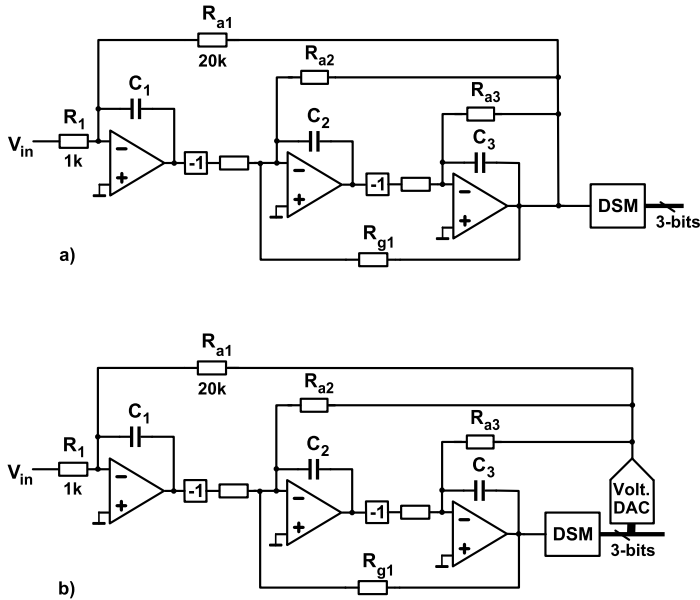 Ra1
20k
Ra2
C1
Ra3
R1
C2
C3
Vin
1k
−
+
-1
−
+
-1
−
+
DSM
3-bits
Rg1
a)
Ra1
20k
Ra2
C1
Ra3
R1
C2
C3
Volt.
DAC
Vin
1k
−
+
-1
−
+
-1
−
+
DSM
3-bits
Rg1
b)